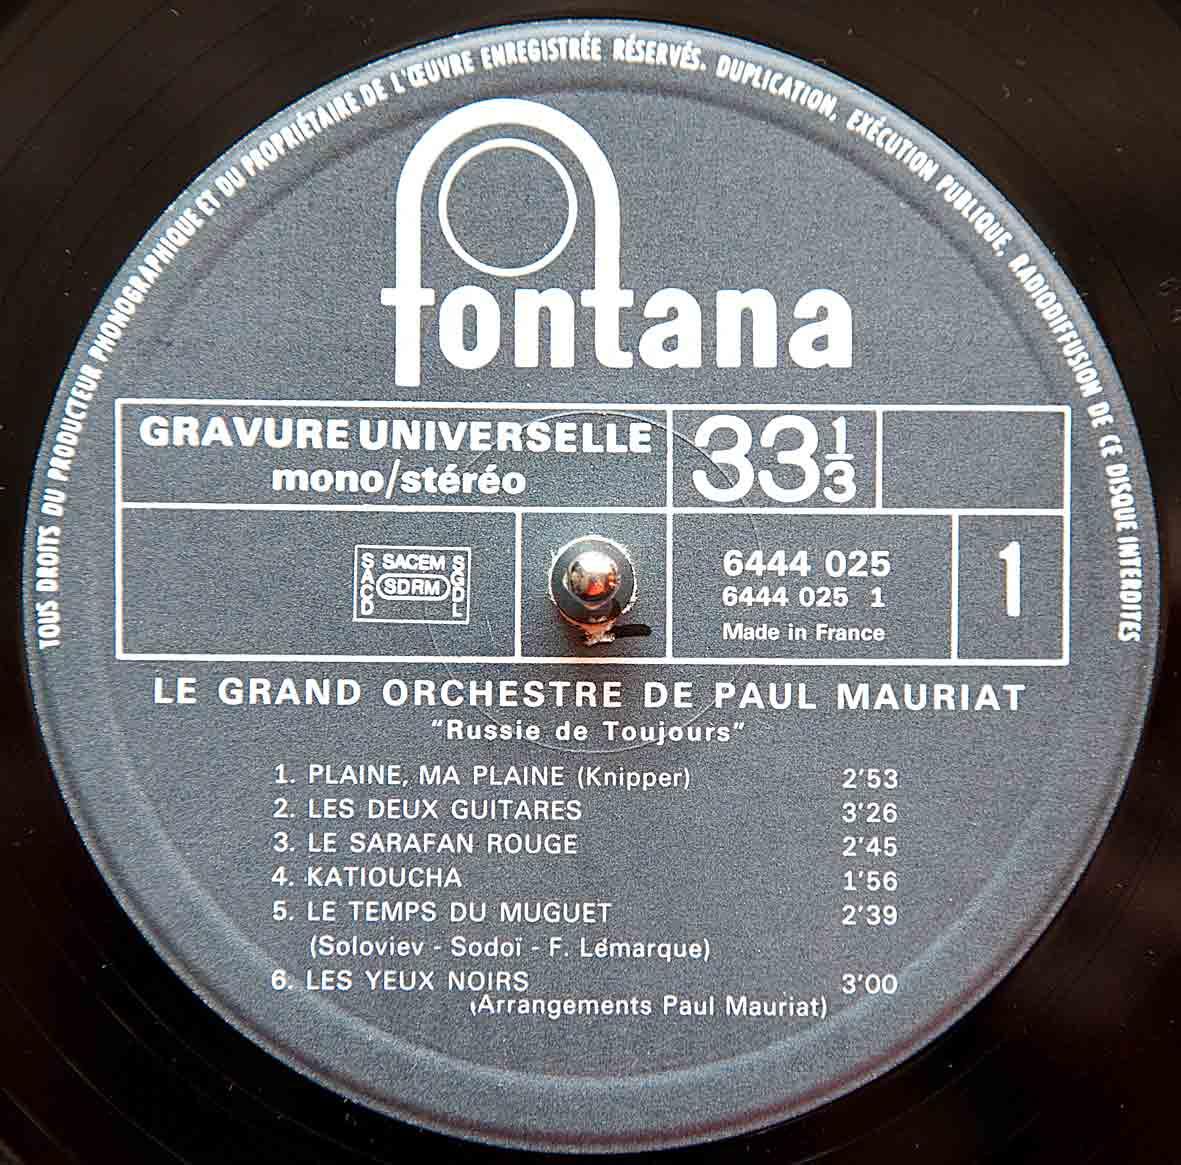 TOUS DROITS DU PRODUCTEUR PHONOGRAPHIQUE ET DU PROPRIÉTAIRE DE L'ŒUVRE ENREGISTRÉE RÉSERVÉS. DUPLICATION, EXÉCUTION PUBLIQUE, RADIODIFFUSION DE CE DISQUE INTERDITES
fontana
GRAVURE UNIVERSELLE
mono/stéréo
33 1/3
SACD
SACEM
SDRM
SGDL
6444 025
6444 025 1
Made in France
1
LE GRAND ORCHESTRE DE PAUL MAURIAT
"Russie de Toujours"
1. PLAINE, MA PLAINE (Knipper) 2'53
2. LES DEUX GUITARES 3'26
3. LE SARAFAN ROUGE 2'45
4. KATIOUCHA 1'56
5. LE TEMPS DU MUGUET 2'39
(Soloviev - Sodoï - F. Lemarque)
6. LES YEUX NOIRS 3'00
(Arrangements Paul Mauriat)